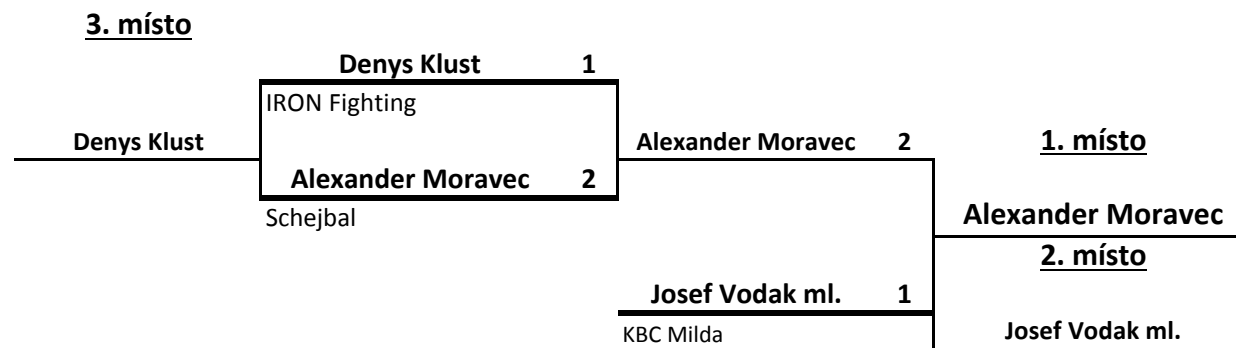 3. místo
Denys Klust 1
IRON Fighting
Denys Klust
Alexander Moravec 2
1. místo
Alexander Moravec 2
Schejbal
Alexander Moravec
2. místo
Josef Vodak ml. 1
KBC Milda
Josef Vodak ml.